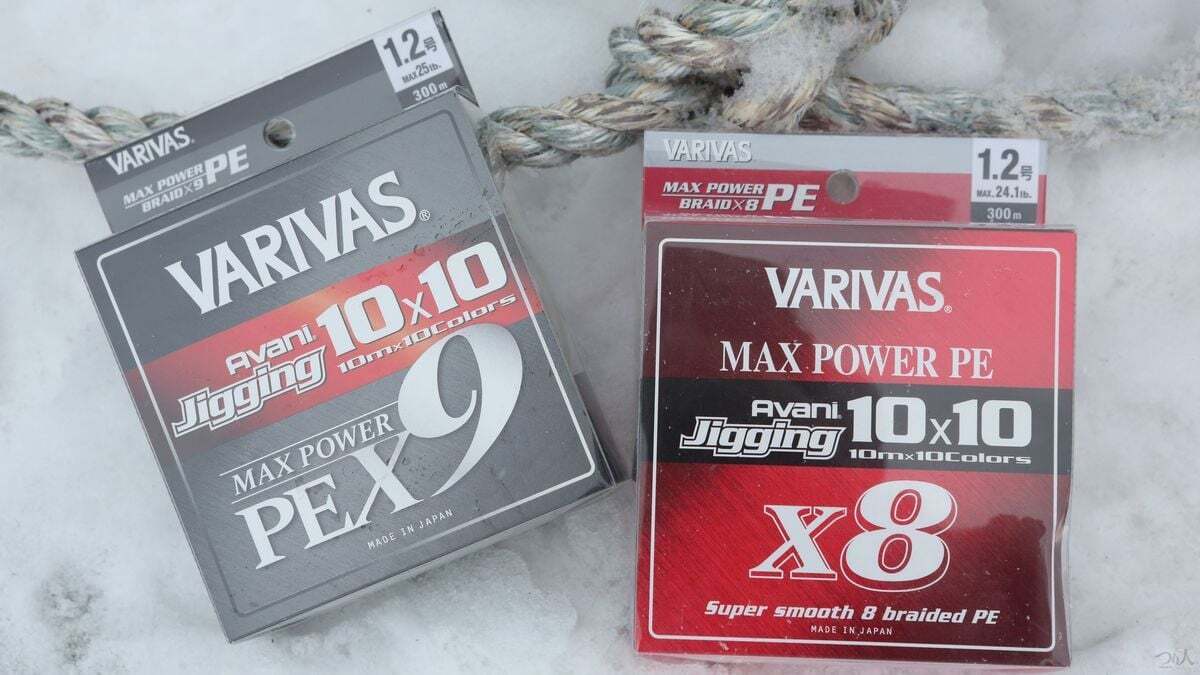 1.2号
MAX 25lb.
300m
VARIVAS
MAX POWER
BRAID×9 PE
VARIVAS®
Avani
Jigging 10x10
10m×10Colors
MAX POWER
PE X9
MADE IN JAPAN
VARIVAS
MAX POWER
BRAID×8 PE
1.2号
MAX.24.1lb.
300m
VARIVAS®
MAX POWER PE
Avani
Jigging 10x10
10m×10Colors
X8
Super smooth 8 braided PE
MADE IN JAPAN